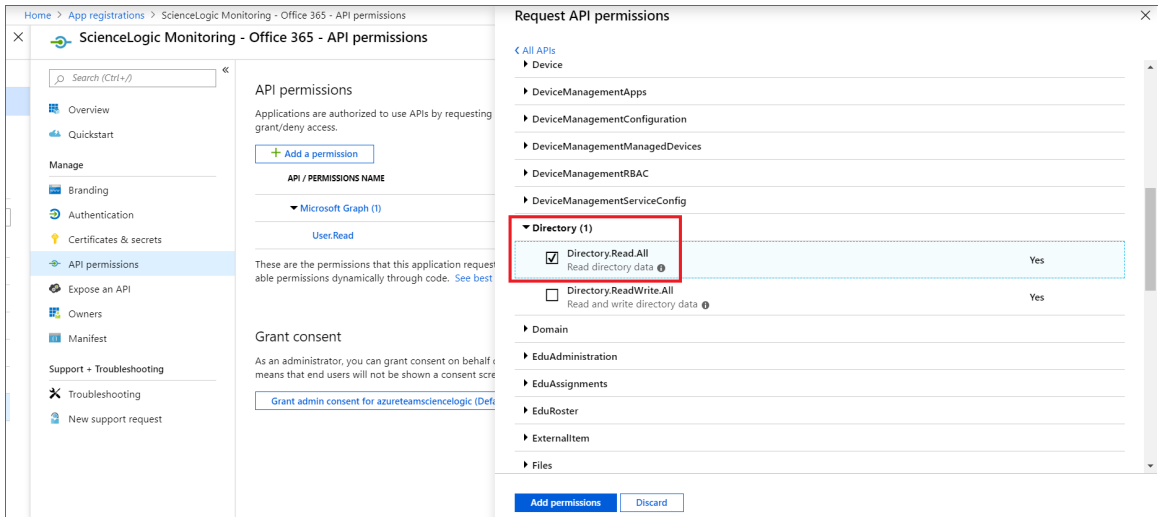 Home > App registrations > ScienceLogic Monitoring - Office 365 - API permissions
ScienceLogic Monitoring - Office 365 - API permissions
Search (Ctrl+/)
Overview
Quickstart
Manage
Branding
Authentication
Certificates & secrets
API permissions
Expose an API
Owners
Manifest
Support + Troubleshooting
Troubleshooting
New support request
API permissions
Applications are authorized to use APIs by requesting
grant/deny access.
+ Add a permission
API / PERMISSIONS NAME
Microsoft Graph (1)
User.Read
These are the permissions that this application request
able permissions dynamically through code. See best
Grant consent
As an administrator, you can grant consent on behalf
means that end users will not be shown a consent scre
Grant admin consent for azureteamsciencelogic (Defa
Request API permissions
All APIs
Device
DeviceManagementApps
DeviceManagementConfiguration
DeviceManagementManagedDevices
DeviceManagementRBAC
DeviceManagementServiceConfig
Directory (1)
Directory.Read.All
Read directory data
Yes
Directory.ReadWrite.All
Read and write directory data
Yes
Domain
EduAdministration
EduAssignments
EduRoster
ExternalItem
Files
Add permissions
Discard